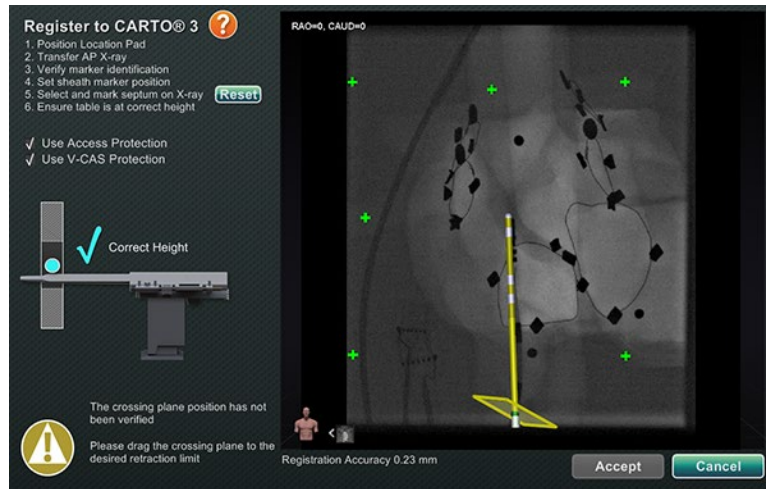 Register to CARTO® 3
?
1. Position Location Pad
2. Transfer AP X-ray
3. Verify marker identification
4. Set sheath marker position
5. Select and mark septum on X-ray
Reset
6. Ensure table is at correct height
Use Access Protection
Use V-CAS Protection
Correct Height
The crossing plane position has not
been verified
Please drag the crossing plane to the
desired retraction limit
RAO=0, CAUD=0
Registration Accuracy 0.23 mm
Accept
Cancel